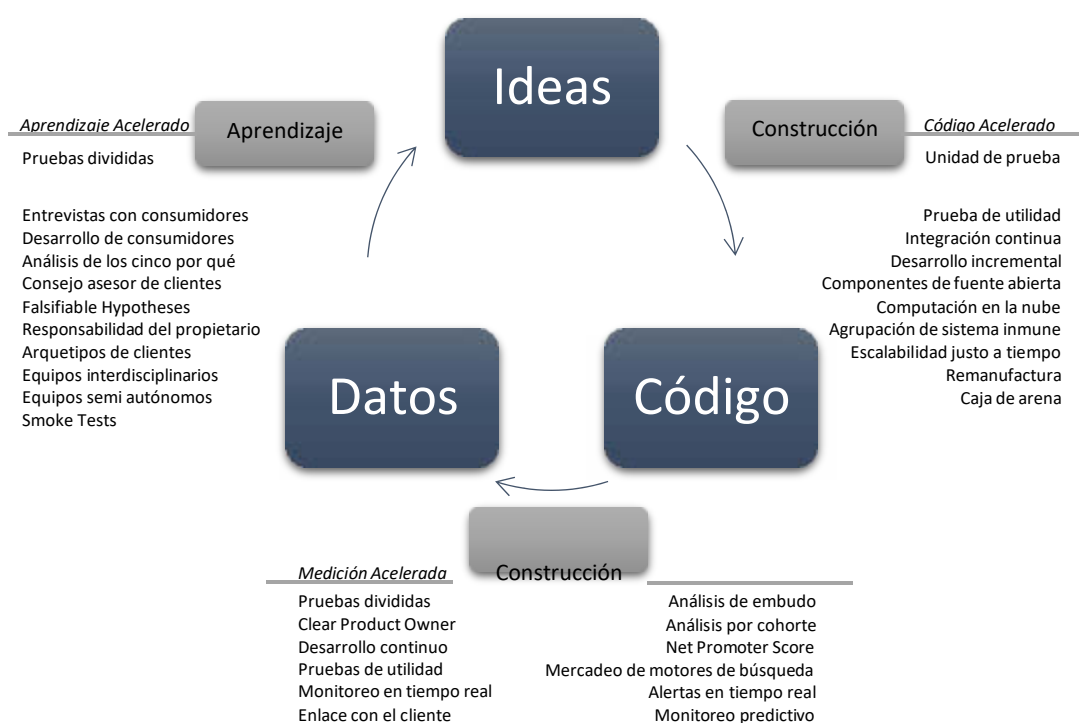 Ideas
Aprendizaje Acelerado
Aprendizaje
Construcción
Código Acelerado
Pruebas divididas
Entrevistas con consumidores
Desarrollo de consumidores
Análisis de los cinco por qué
Consejo asesor de clientes
Falsifiable Hypotheses
Responsabilidad del propietario
Arquetipos de clientes
Equipos interdisciplinarios
Equipos semi autónomos
Smoke Tests
Unidad de prueba
Prueba de utilidad
Integración continua
Desarrollo incremental
Componentes de fuente abierta
Computación en la nube
Agrupación de sistema inmune
Escalabilidad justo a tiempo
Remanufactura
Caja de arena
Datos
Código
Medición Acelerada
Construcción
Pruebas divididas
Clear Product Owner
Desarrollo continuo
Pruebas de utilidad
Monitoreo en tiempo real
Enlace con el cliente
Análisis de embudo
Análisis por cohorte
Net Promoter Score
Mercadeo de motores de búsqueda
Alertas en tiempo real
Monitoreo predictivo